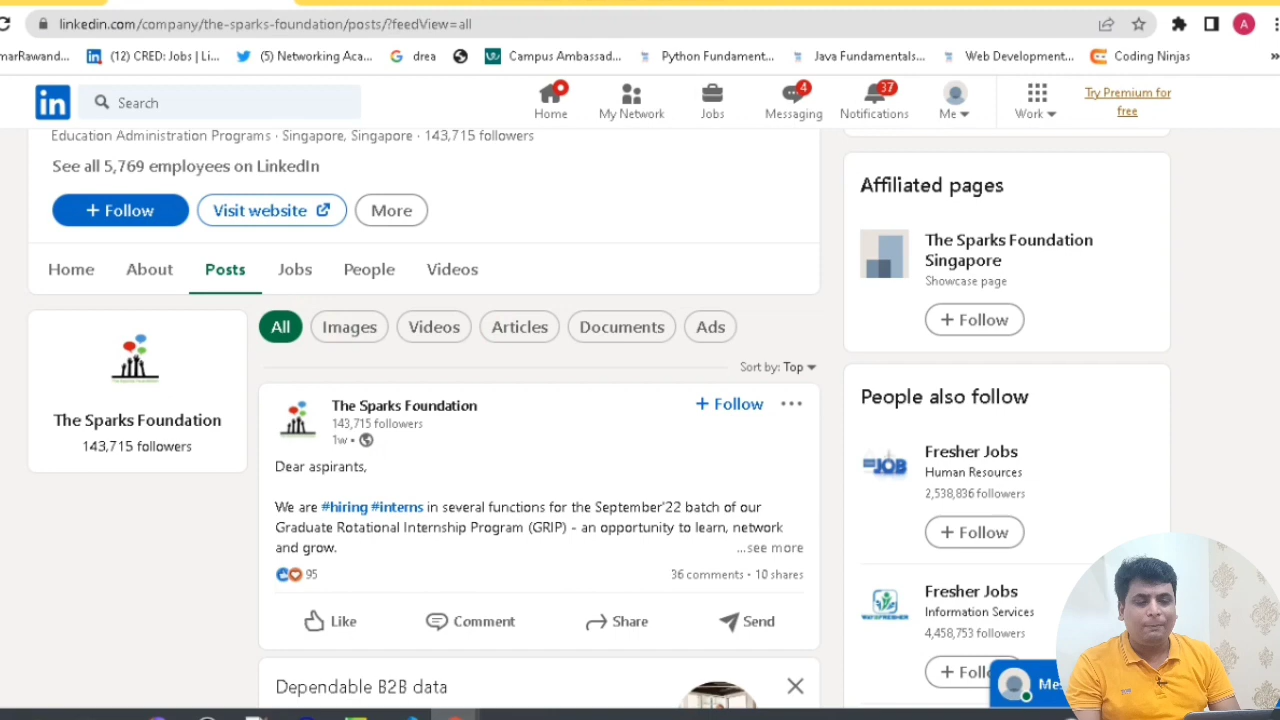 linkedin.com/company/the-sparks-foundation/posts/?feedView=all
A
marRawand...
(12) CRED: Jobs | Li...
(5) Networking Aca...
drea
Campus Ambassad...
Python Fundament...
Java Fundamentals...
Web Development...
Coding Ninjas
»
in
Search
Home
My Network
Jobs
4
Messaging
37
Notifications
Me
Work
Try Premium for
free
Education Administration Programs · Singapore, Singapore · 143,715 followers
See all 5,769 employees on LinkedIn
+ Follow
Visit website
More
Home
About
Posts
Jobs
People
Videos
The Sparks Foundation
143,715 followers
All
Images
Videos
Articles
Documents
Ads
Sort by: Top
The Sparks Foundation
143,715 followers
1w •
+ Follow
Dear aspirants,
We are #hiring #interns in several functions for the September'22 batch of our
Graduate Rotational Internship Program (GRIP) - an opportunity to learn, network
and grow.
...see more
95
36 comments • 10 shares
Like
Comment
Share
Send
Dependable B2B data
Affiliated pages
The Sparks Foundation
Singapore
Showcase page
+ Follow
People also follow
JOB
Fresher Jobs
Human Resources
2,538,836 followers
+ Follow
Fresher Jobs
Information Services
4,458,753 followers
+ Foll
Me